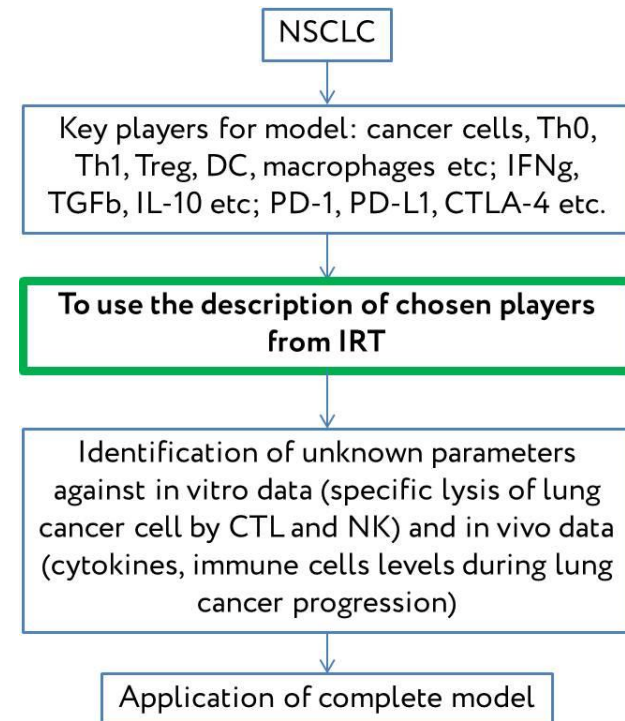 NSCLC
Key players for model: cancer cells, Th0,
Th1, Treg, DC, macrophages etc; IFNg,
TGFb, IL-10 etc; PD-1, PD-L1, CTLA-4 etc.
To use the description of chosen players
from IRT
Identification of unknown parameters
against in vitro data (specific lysis of lung
cancer cell by CTL and NK) and in vivo data
(cytokines, immune cells levels during lung
cancer progression)
Application of complete model